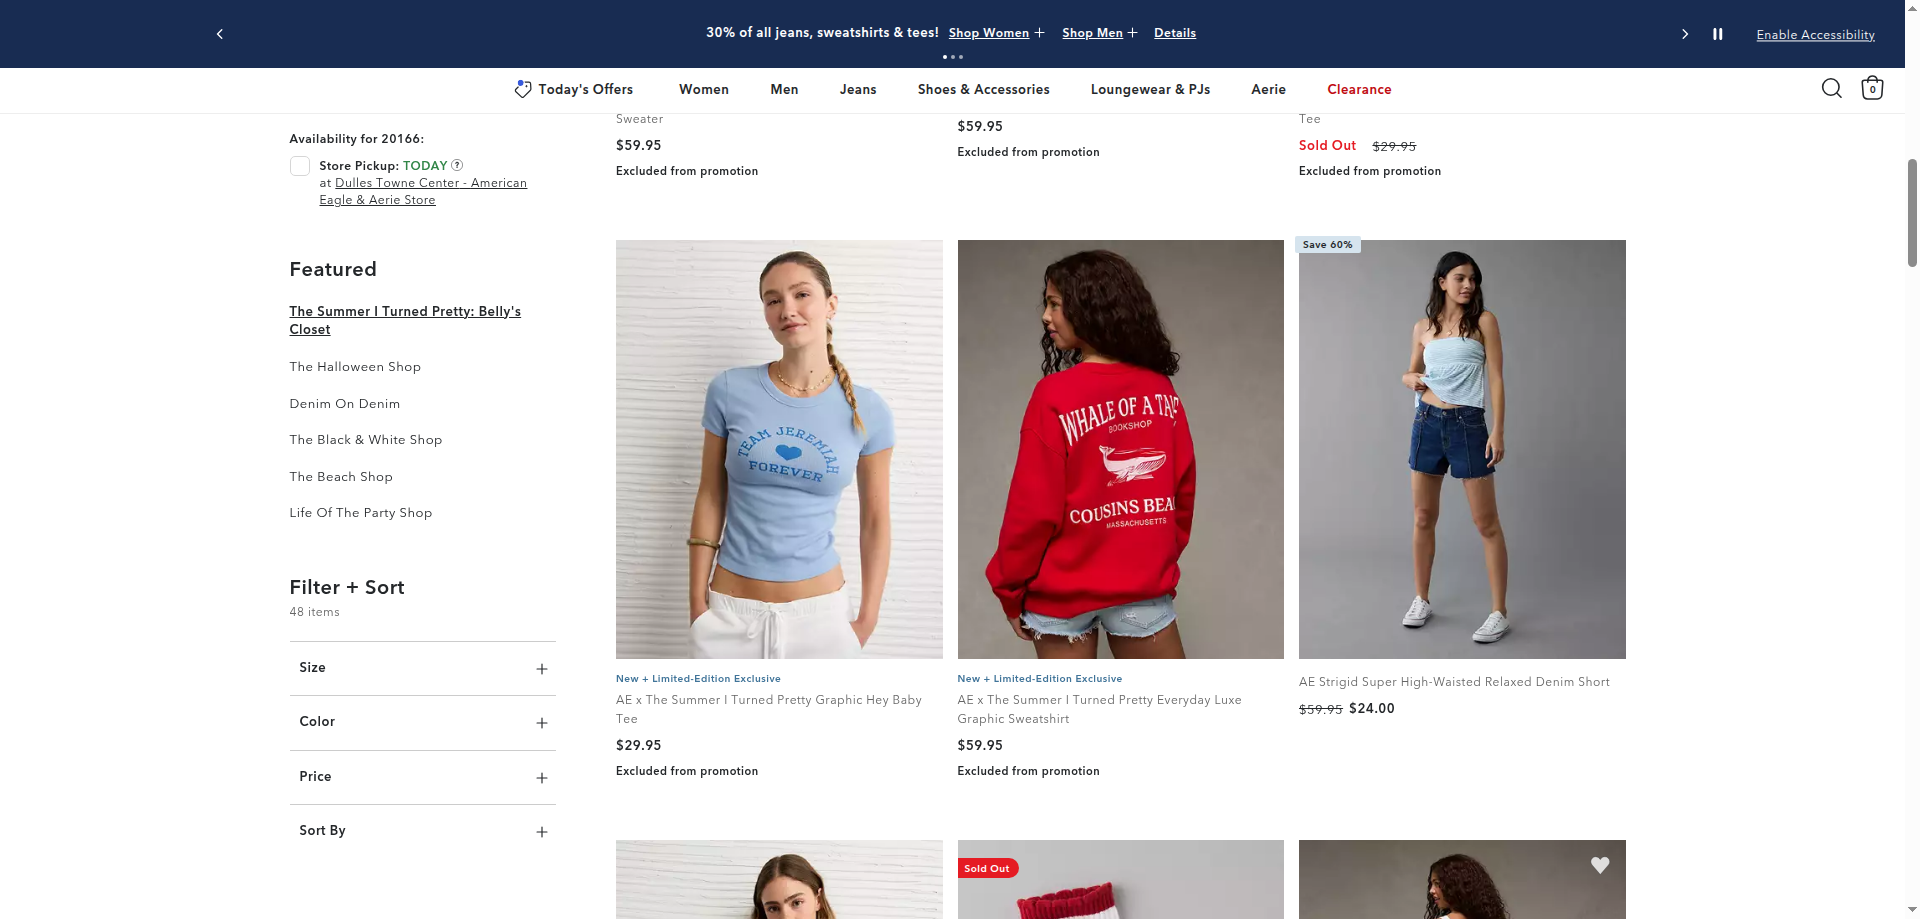 30% of all jeans, sweatshirts & tees! Shop Women + Shop Men + Details
Enable Accessibility
Today's Offers
Women
Men
Jeans
Shoes & Accessories
Loungewear & PJs
Aerie
Clearance
0
Availability for 20166:
Store Pickup: TODAY ?
at Dulles Towne Center - American
Eagle & Aerie Store
Featured
The Summer I Turned Pretty: Belly's
Closet
The Halloween Shop
Denim On Denim
The Black & White Shop
The Beach Shop
Life Of The Party Shop
Filter + Sort
48 items
Size +
Color +
Price +
Sort By +
Sweater
$59.95
Excluded from promotion
$59.95
Excluded from promotion
Tee
Sold Out $29.95
Excluded from promotion
TEAM JEREMIAH
FOREVER
New + Limited-Edition Exclusive
AE x The Summer I Turned Pretty Graphic Hey Baby
Tee
$29.95
Excluded from promotion
WHALE OF A TALE
BOOKSHOP
COUSINS BEA
MASSACHUSETTS
New + Limited-Edition Exclusive
AE x The Summer I Turned Pretty Everyday Luxe
Graphic Sweatshirt
$59.95
Excluded from promotion
Save 60%
AE Strigid Super High-Waisted Relaxed Denim Short
$59.95 $24.00
Sold Out